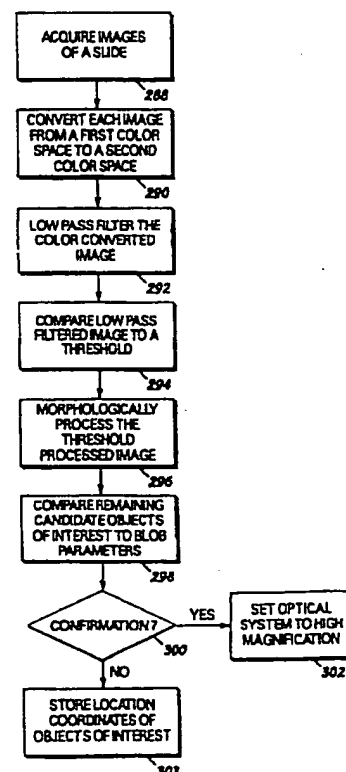 ACQUIRE IMAGES
OF A SLIDE
288
CONVERT EACH IMAGE
FROM A FIRST COLOR
SPACE TO A SECOND
COLOR SPACE
290
LOW PASS FILTER THE
COLOR CONVERTED
IMAGE
292
COMPARE LOW PASS
FILTERED IMAGE TO A
THRESHOLD
294
MORPHOLOGICALLY
PROCESS THE
THRESHOLD
PROCESSED IMAGE
296
COMPARE REMAINING
CANDIDATE OBJECTS
OF INTEREST TO BLOB
PARAMETERS
298
CONFIRMATION ?
300
YES
SET OPTICAL
SYSTEM TO HIGH
MAGNIFICATION
302
NO
STORE LOCATION
COORDINATES OF
OBJECTS OF INTEREST